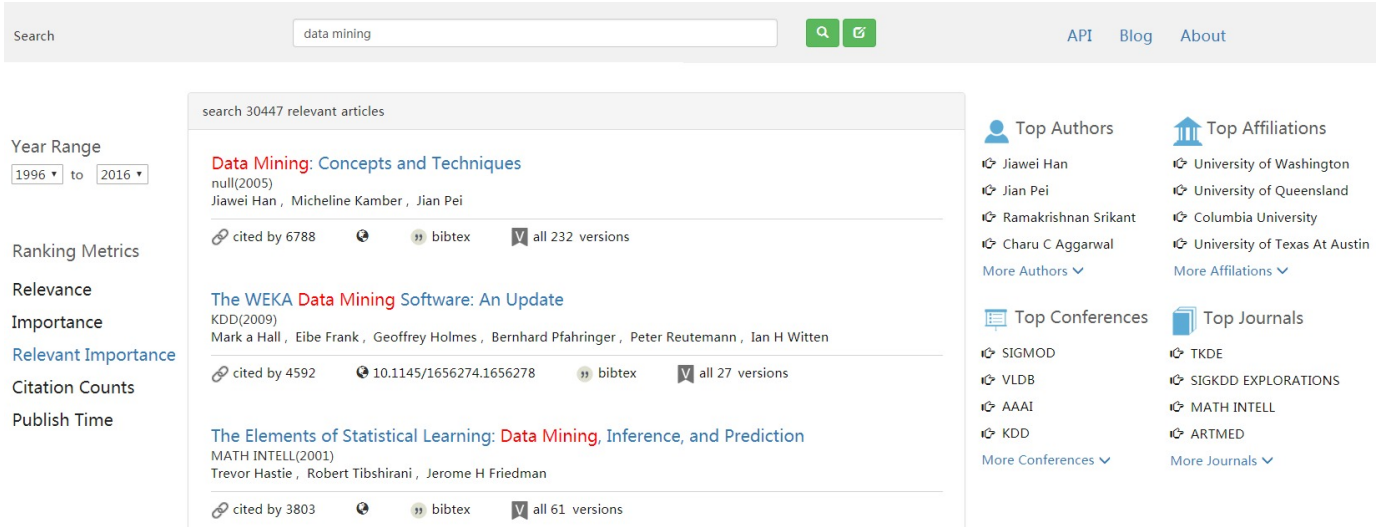 Search
data mining
API Blog About
Year Range
1996 to 2016
Ranking Metrics
Relevance
Importance
Relevant Importance
Citation Counts
Publish Time
search 30447 relevant articles
Data Mining: Concepts and Techniques
null(2005)
Jiawei Han , Micheline Kamber , Jian Pei
cited by 6788 bibtex all 232 versions
The WEKA Data Mining Software: An Update
KDD(2009)
Mark a Hall , Eibe Frank , Geoffrey Holmes , Bernhard Pfahringer , Peter Reutemann , Ian H Witten
cited by 4592 10.1145/1656274.1656278 bibtex all 27 versions
The Elements of Statistical Learning: Data Mining, Inference, and Prediction
MATH INTELL(2001)
Trevor Hastie , Robert Tibshirani , Jerome H Friedman
cited by 3803 bibtex all 61 versions
Top Authors
Jiawei Han
Jian Pei
Ramakrishnan Srikant
Charu C Aggarwal
More Authors
Top Affiliations
University of Washington
University of Queensland
Columbia University
University of Texas At Austin
More Affilations
Top Conferences
SIGMOD
VLDB
AAAI
KDD
More Conferences
Top Journals
TKDE
SIGKDD EXPLORATIONS
MATH INTELL
ARTMED
More Journals